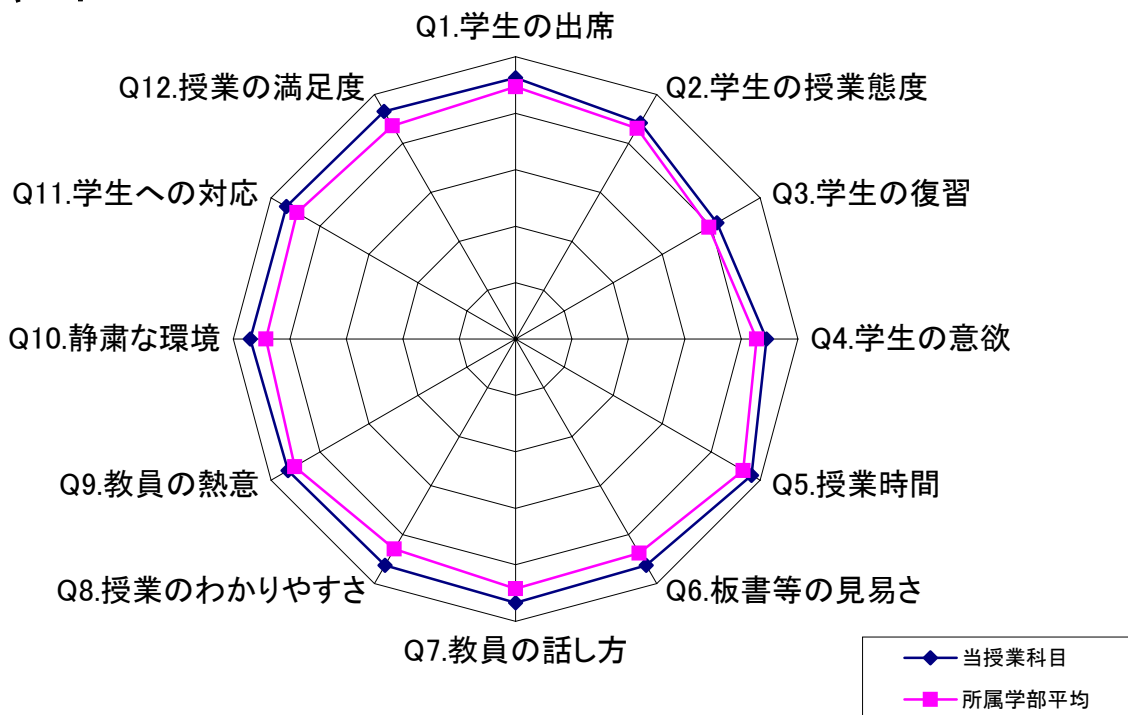 Q1.学生の出席
Q2.学生の授業態度
Q3.学生の復習
Q4.学生の意欲
Q5.授業時間
Q6.板書等の見易さ
Q7.教員の話し方
Q8.授業のわかりやすさ
Q9.教員の熱意
Q10.静粛な環境
Q11.学生への対応
Q12.授業の満足度
当授業科目
所属学部平均